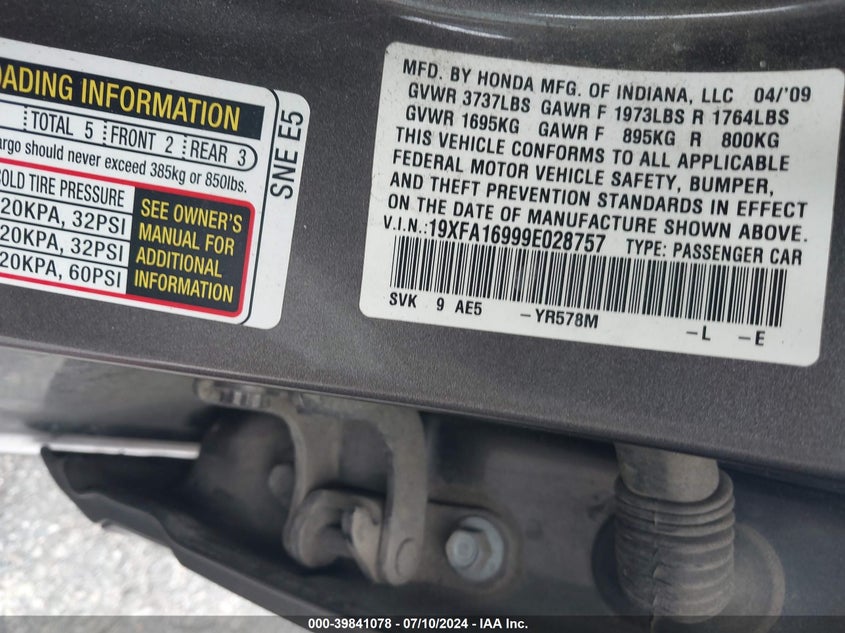 OADING INFORMATION
TOTAL 5 FRONT 2 REAR 3
argo should never exceed 385kg or 850lbs.
OLD TIRE PRESSURE
20KPA, 32PSI
20KPA, 32PSI
20KPA, 60PSI
SEE OWNER'S
MANUAL FOR
ADDITIONAL
INFORMATION
SNE E5
MFD. BY HONDA MFG. OF INDIANA, LLC 04/'09
GVWR 3737LBS GAWR F 1973LBS R 1764LBS
GVWR 1695KG GAWR F 895KG R 800KG
THIS VEHICLE CONFORMS TO ALL APPLICABLE
FEDERAL MOTOR VEHICLE SAFETY, BUMPER,
AND THEFT PREVENTION STANDARDS IN EFFECT
ON THE DATE OF MANUFACTURE SHOWN ABOVE.
V.I.N.:19XFA16999E028757 TYPE: PASSENGER CAR
SVK 9 AE5 -YR578M -L -E
000-39841078 - 07/10/2024 - IAA Inc.